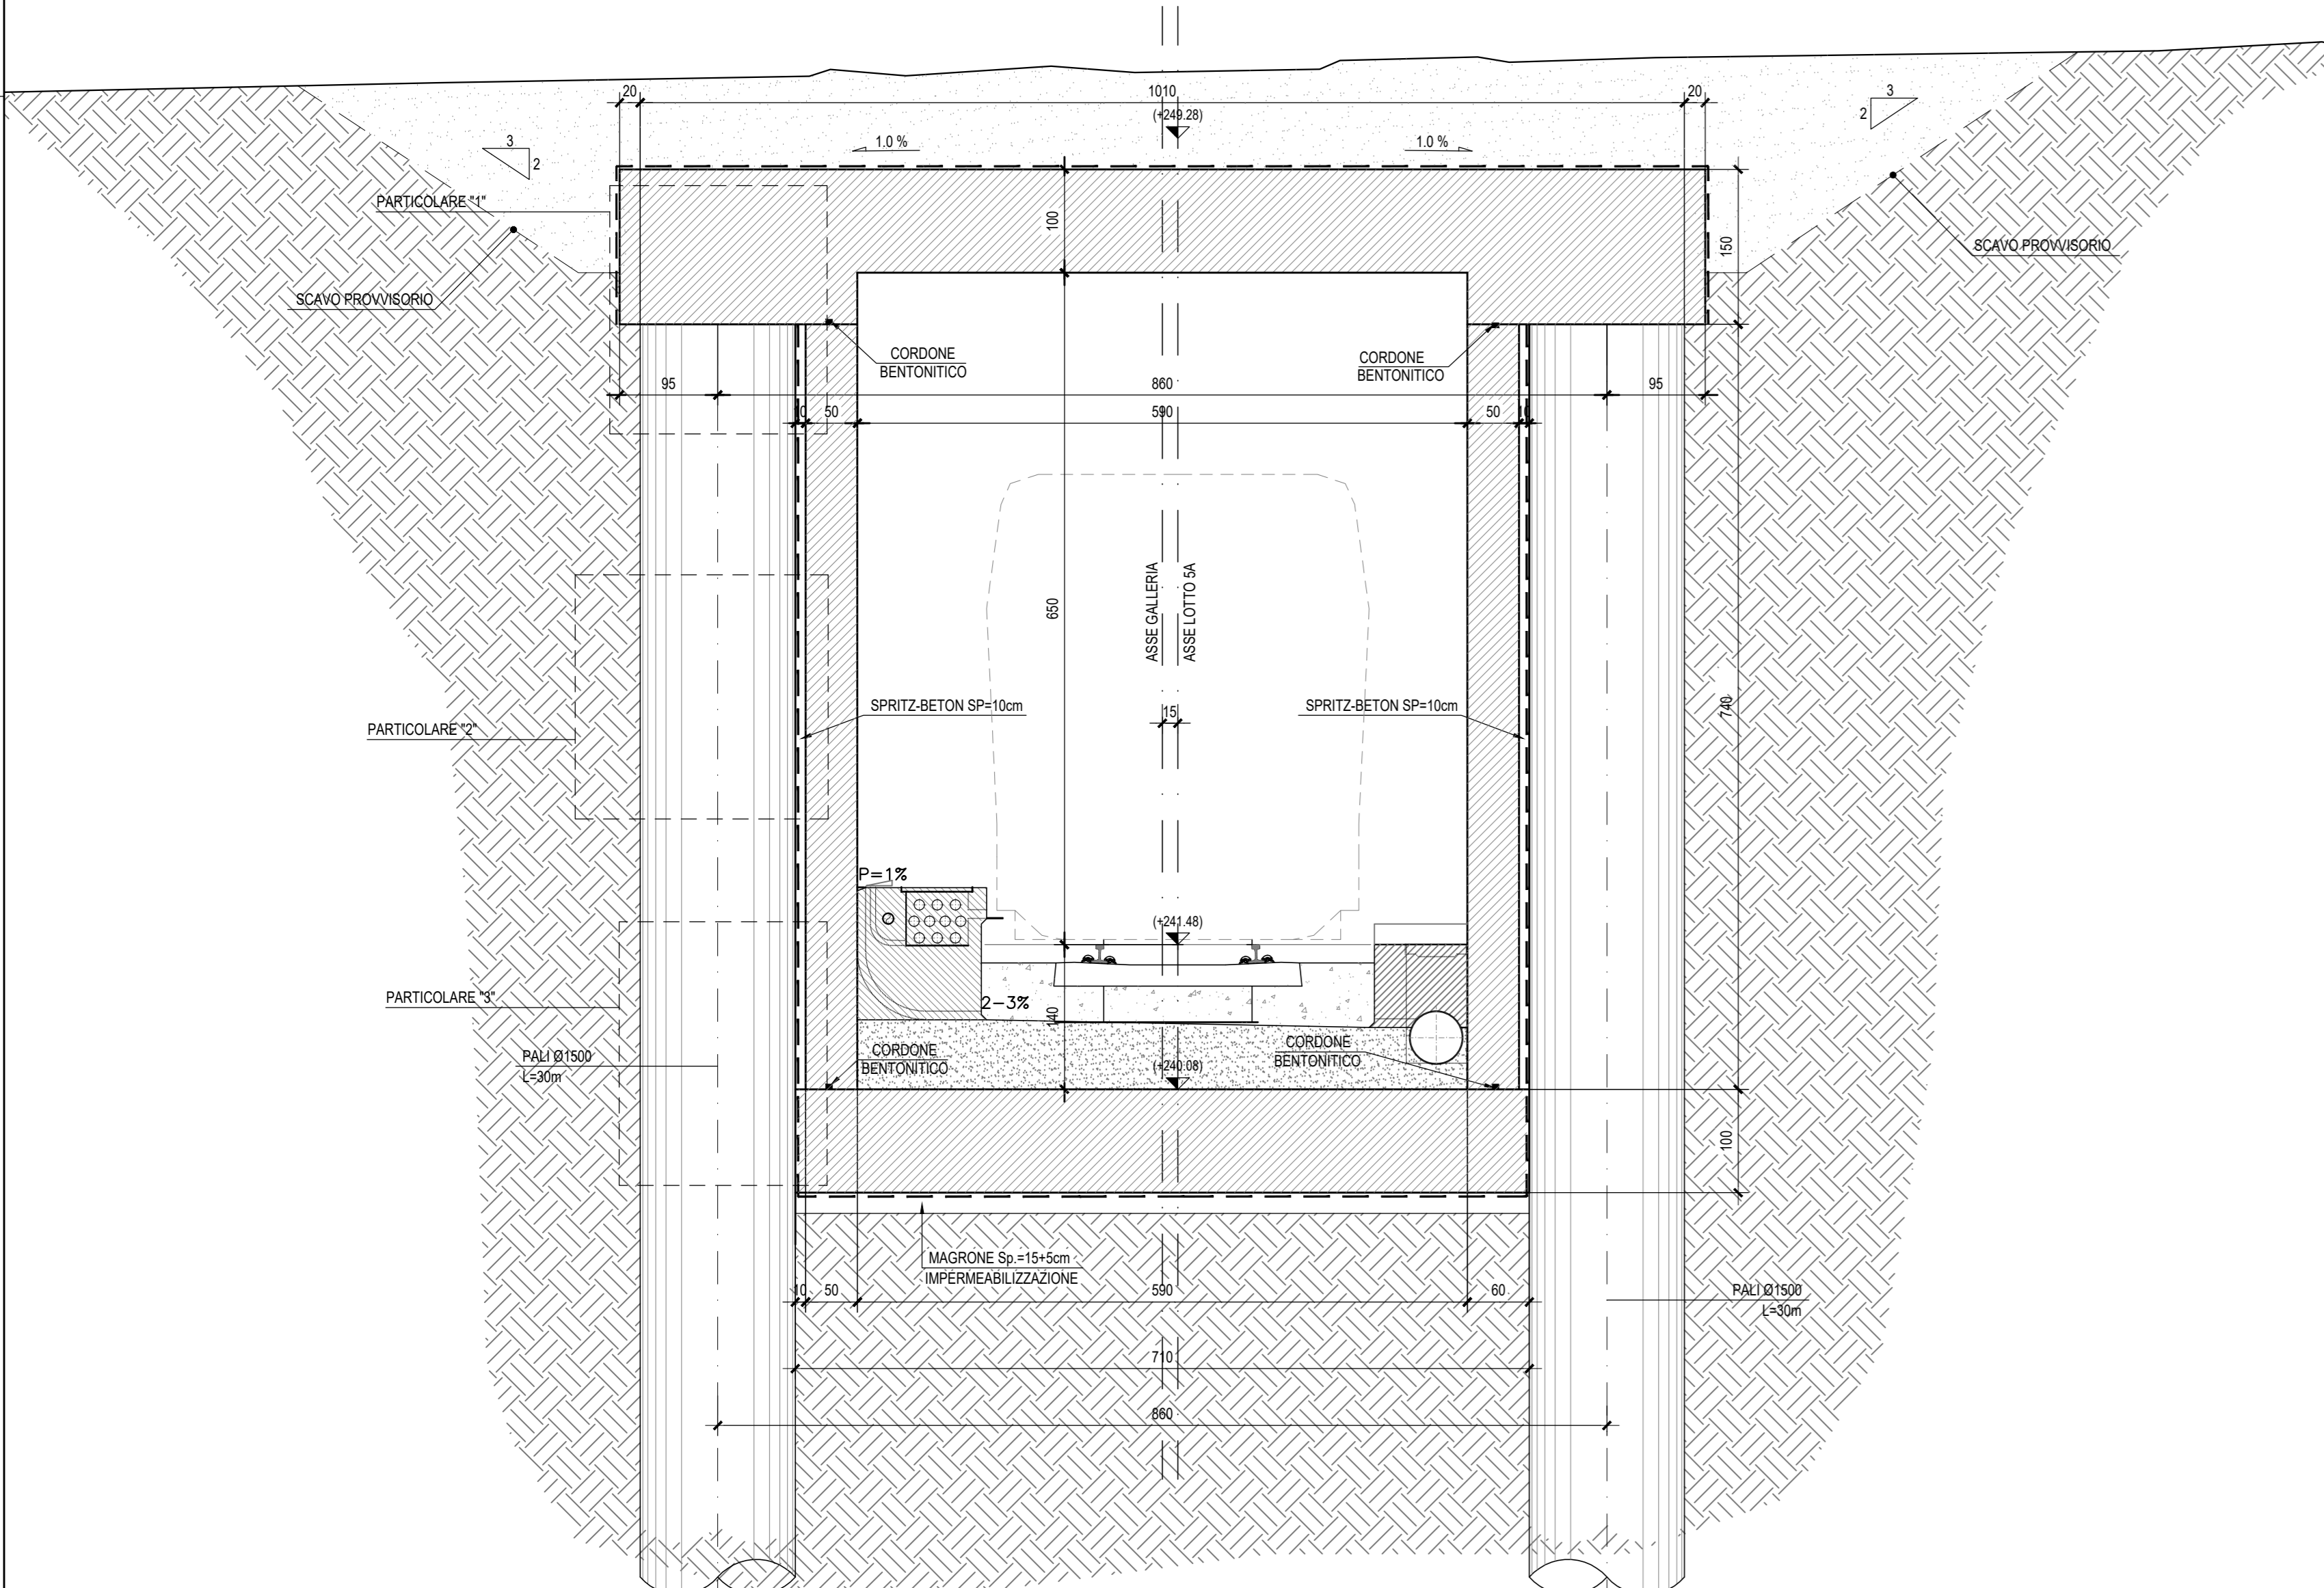 20
1010
20
(+249.28)
3
2
3
2
1.0 %
1.0 %
PARTICOLARE "1"
100
150
SCAVO PROVVISORIO
SCAVO PROVVISORIO
CORDONE
BENTONITICO
CORDONE
BENTONITICO
95
860
95
10
50
590
50
10
ASSE GALLERIA
ASSE LOTTO 5A
650
SPRITZ-BETON SP=10cm
SPRITZ-BETON SP=10cm
15
740
PARTICOLARE "2"
P=1%
(+241.48)
PARTICOLARE "3"
2-3%
140
CORDONE
BENTONITICO
CORDONE
BENTONITICO
PALI Ø1500
L=30m
(+240.08)
100
MAGRONE Sp.=15+5cm
IMPERMEABILIZZAZIONE
10
50
590
60
PALI Ø1500
L=30m
710
860